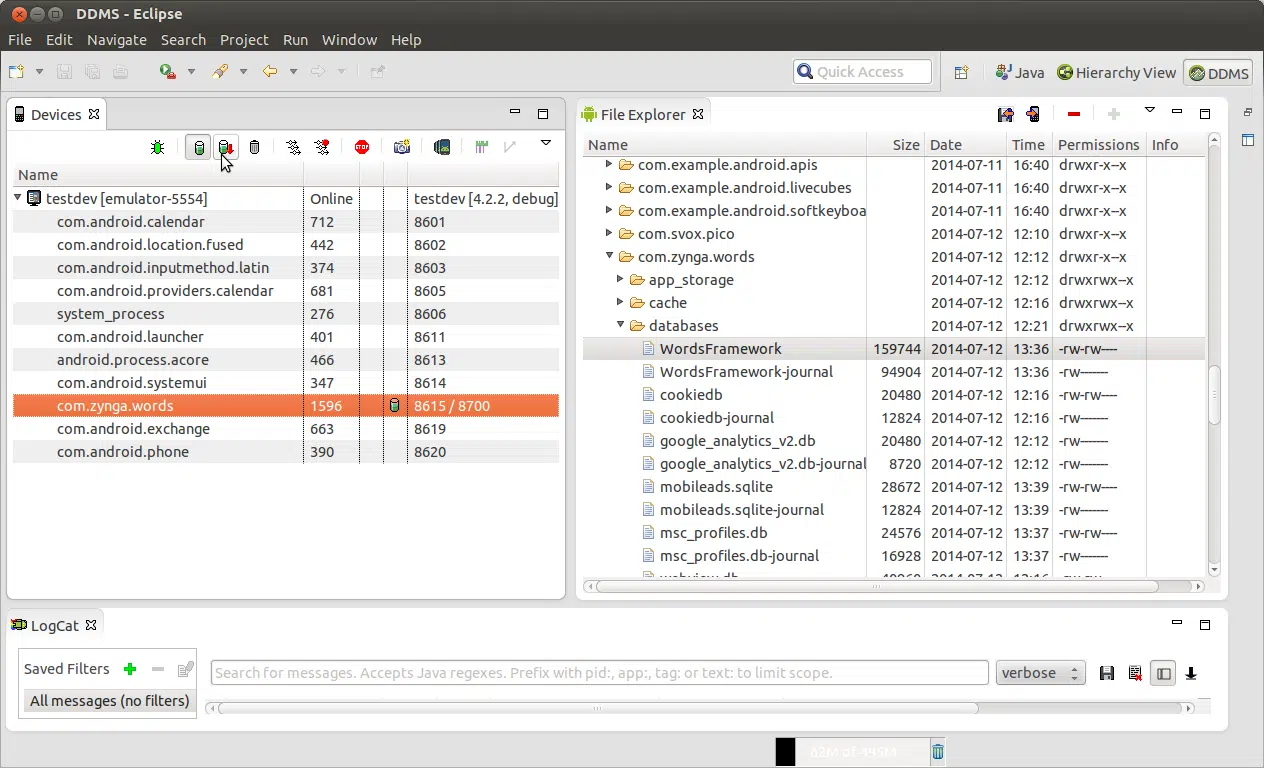 DDMS - Eclipse
File Edit Navigate Search Project Run Window Help
Quick Access Java Hierarchy View DDMS
Devices
Name
testdev [emulator-5554] Online testdev [4.2.2, debug]
com.android.calendar 712 8601
com.android.location.fused 442 8602
com.android.inputmethod.latin 374 8603
com.android.providers.calendar 681 8605
system_process 276 8606
com.android.launcher 401 8611
android.process.acore 466 8613
com.android.systemui 347 8614
com.zynga.words 1596 8615 / 8700
com.android.exchange 663 8619
com.android.phone 390 8620
File Explorer
Name Size Date Time Permissions Info
com.example.android.apis 2014-07-11 16:40 drwxr-x--x
com.example.android.livecubes 2014-07-11 16:40 drwxr-x--x
com.example.android.softkeyboa 2014-07-11 16:40 drwxr-x--x
com.svox.pico 2014-07-12 12:10 drwxr-x--x
com.zynga.words 2014-07-12 12:12 drwxr-x--x
app_storage 2014-07-12 12:12 drwxrwx--x
cache 2014-07-12 12:16 drwxrwx--x
databases 2014-07-12 12:21 drwxrwx--x
WordsFramework 159744 2014-07-12 13:36 -rw-rw----
WordsFramework-journal 94904 2014-07-12 13:36 -rw-------
cookiedb 20480 2014-07-12 12:16 -rw-rw----
cookiedb-journal 12824 2014-07-12 12:16 -rw-------
google_analytics_v2.db 20480 2014-07-12 12:12 -rw-rw----
google_analytics_v2.db-journal 8720 2014-07-12 12:12 -rw-------
mobileads.sqlite 28672 2014-07-12 13:39 -rw-rw----
mobileads.sqlite-journal 12824 2014-07-12 13:39 -rw-------
msc_profiles.db 24576 2014-07-12 13:37 -rw-rw----
msc_profiles.db-journal 16928 2014-07-12 13:37 -rw-------
LogCat
Saved Filters
All messages (no filters)
Search for messages. Accepts Java regexes. Prefix with pid:, app:, tag: or text: to limit scope.
verbose